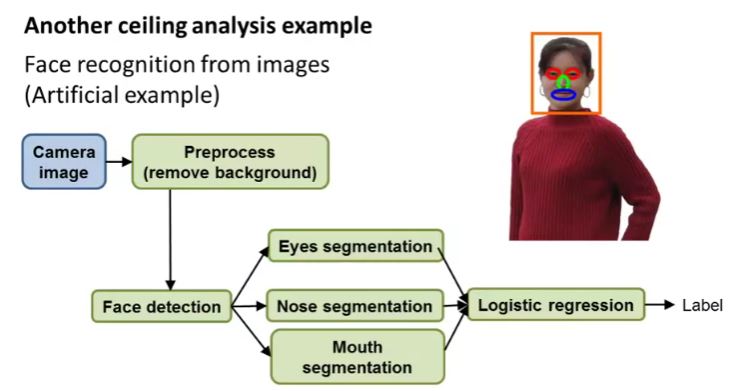 Another ceiling analysis example
Face recognition from images
(Artificial example)
Camera
image
Preprocess
(remove background)
Eyes segmentation
Face detection
Nose segmentation
Logistic regression
Label
Mouth
segmentation